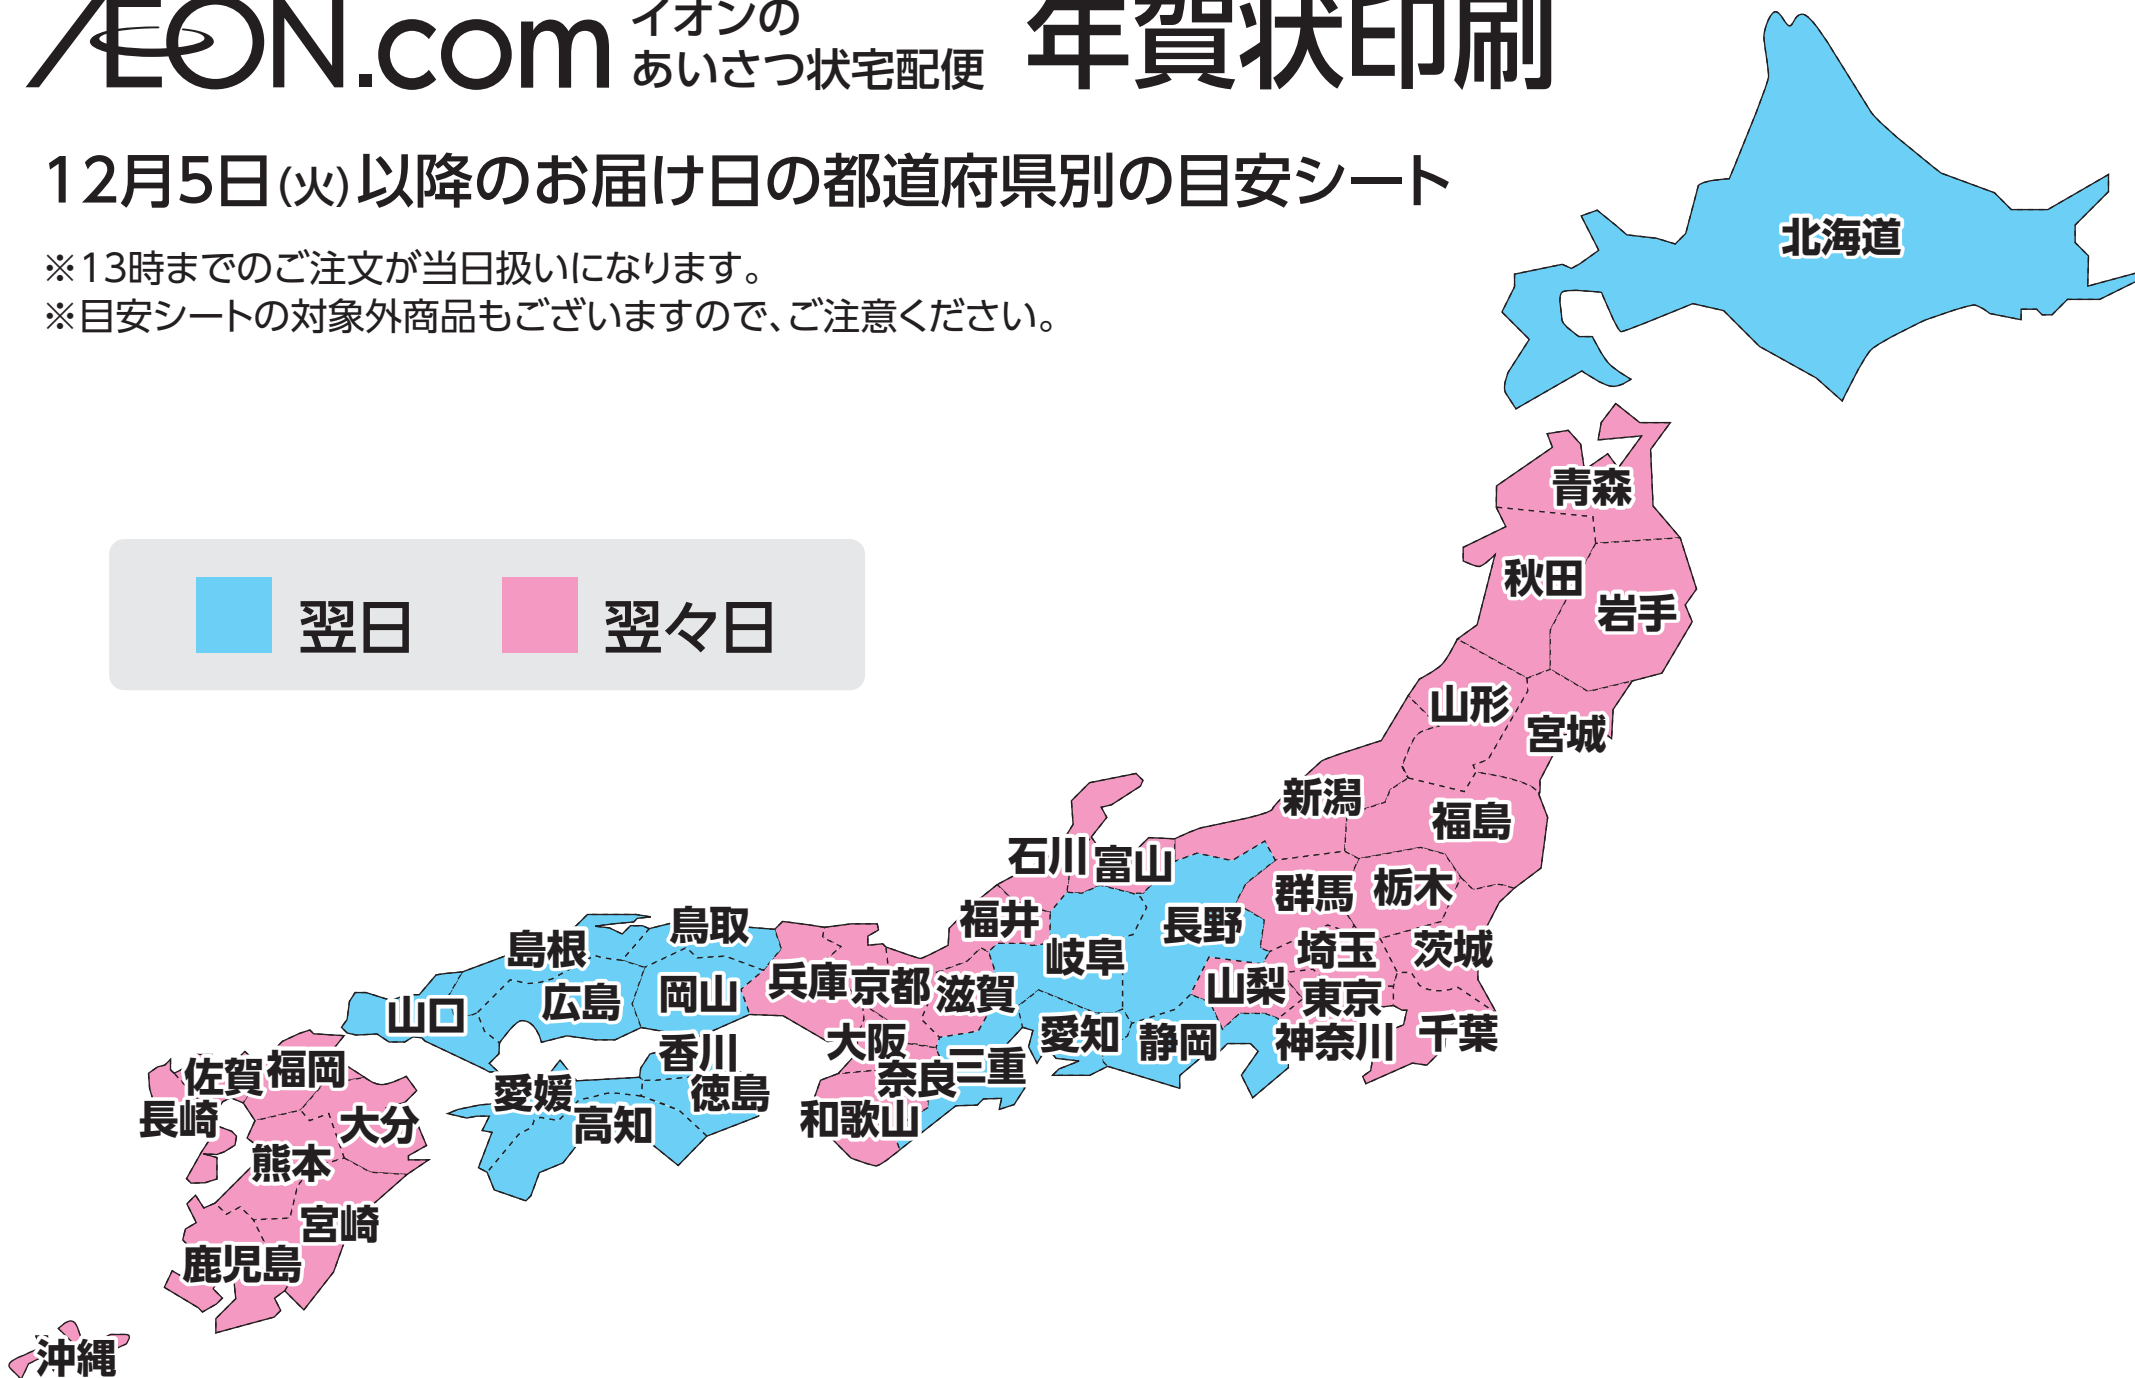 ÆON.com イオンの あいさつ状宅配便 年賀状印刷
12月5日(火)以降のお届け日の都道府県別の目安シート
※13時までのご注文が当日扱いになります。
※目安シートの対象外商品もございますので、ご注意ください。
翌日 翌々日
北海道
青森
秋田
岩手
山形
宮城
新潟
福島
石川
富山
群馬
栃木
福井
長野
埼玉
茨城
岐阜
山梨
東京
千葉
神奈川
愛知
静岡
鳥取
島根
兵庫
京都
滋賀
岡山
広島
山口
大阪
奈良
三重
和歌山
香川
徳島
愛媛
高知
佐賀
福岡
長崎
大分
熊本
宮崎
鹿児島
沖縄